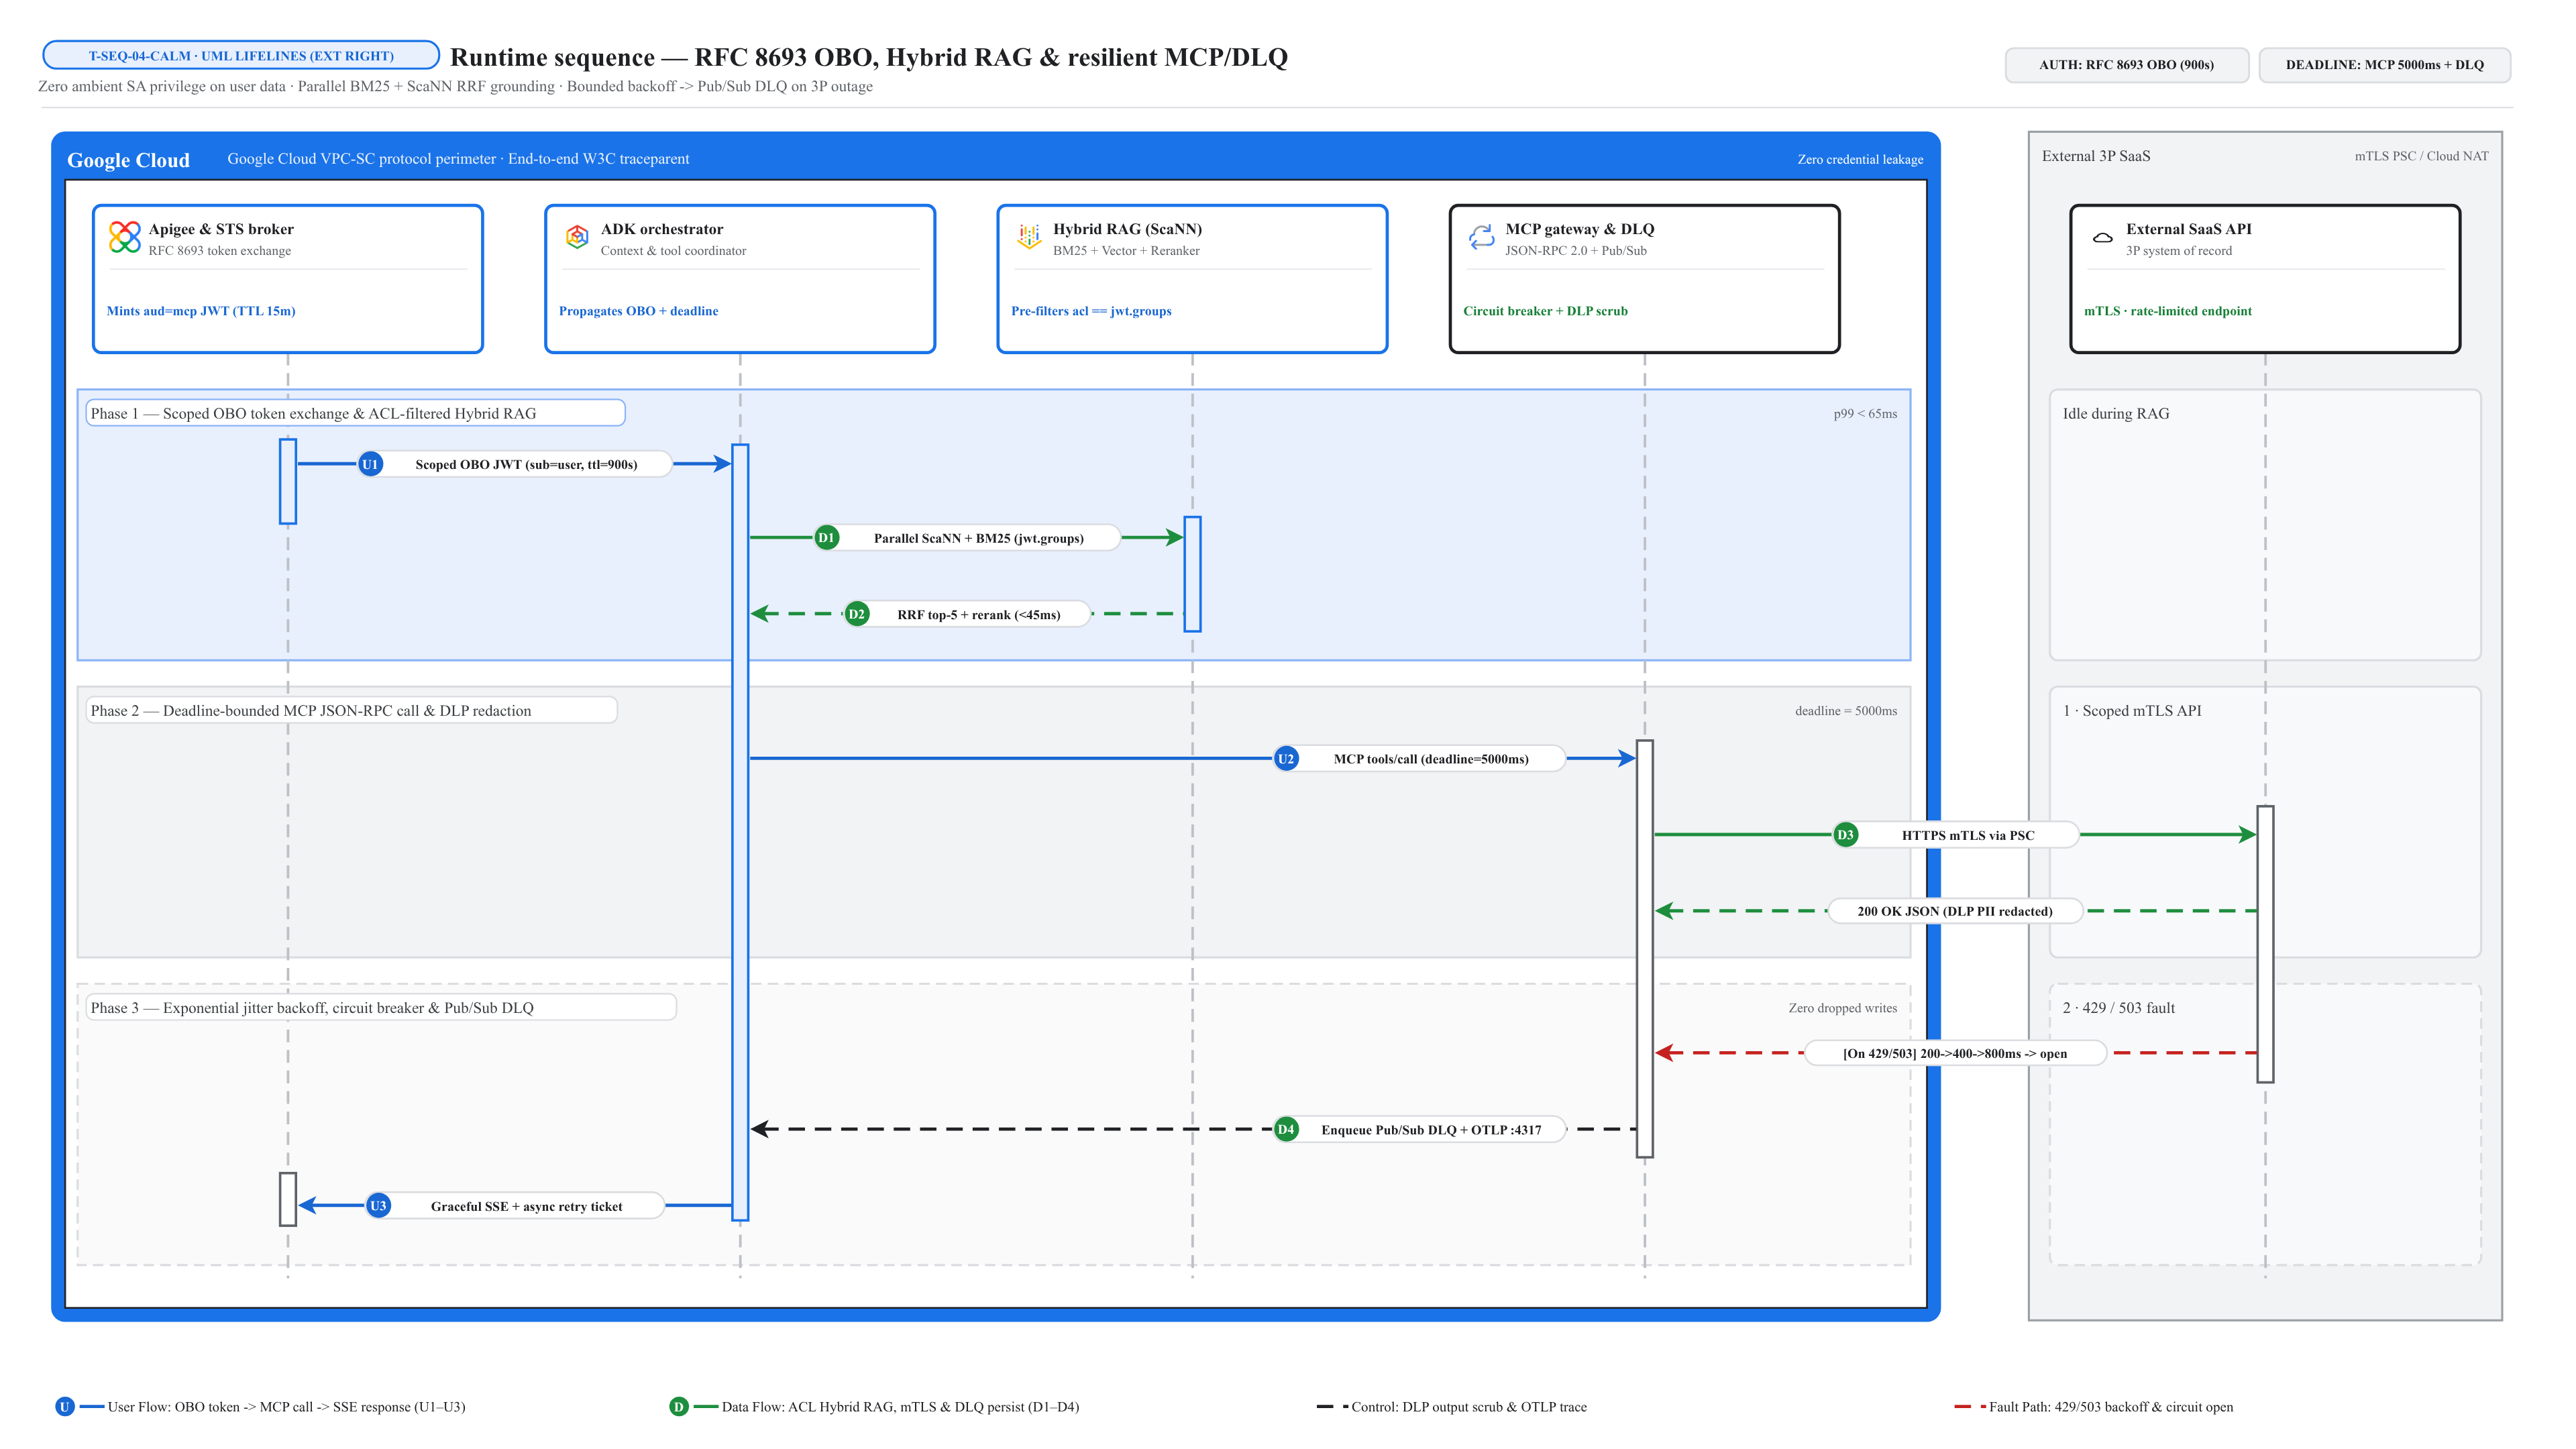 T-SEQ-04-CALM · UML LIFELINES (EXT RIGHT)
Runtime sequence — RFC 8693 OBO, Hybrid RAG & resilient MCP/DLQ
AUTH: RFC 8693 OBO (900s)
DEADLINE: MCP 5000ms + DLQ
Zero ambient SA privilege on user data · Parallel BM25 + ScaNN RRF grounding · Bounded backoff -> Pub/Sub DLQ on 3P outage
Google Cloud
Google Cloud VPC-SC protocol perimeter · End-to-end W3C traceparent
Zero credential leakage
External 3P SaaS
mTLS PSC / Cloud NAT
Apigee & STS broker
RFC 8693 token exchange
Mints aud=mcp JWT (TTL 15m)
ADK orchestrator
Context & tool coordinator
Propagates OBO + deadline
Hybrid RAG (ScaNN)
BM25 + Vector + Reranker
Pre-filters acl == jwt.groups
MCP gateway & DLQ
JSON-RPC 2.0 + Pub/Sub
Circuit breaker + DLP scrub
External SaaS API
3P system of record
mTLS · rate-limited endpoint
Phase 1 — Scoped OBO token exchange & ACL-filtered Hybrid RAG
p99 < 65ms
Idle during RAG
U1 Scoped OBO JWT (sub=user, ttl=900s)
D1 Parallel ScaNN + BM25 (jwt.groups)
D2 RRF top-5 + rerank (<45ms)
Phase 2 — Deadline-bounded MCP JSON-RPC call & DLP redaction
deadline = 5000ms
1 · Scoped mTLS API
U2 MCP tools/call (deadline=5000ms)
D3 HTTPS mTLS via PSC
200 OK JSON (DLP PII redacted)
Phase 3 — Exponential jitter backoff, circuit breaker & Pub/Sub DLQ
Zero dropped writes
2 · 429 / 503 fault
[On 429/503] 200->400->800ms -> open
D4 Enqueue Pub/Sub DLQ + OTLP :4317
U3 Graceful SSE + async retry ticket
U User Flow: OBO token -> MCP call -> SSE response (U1–U3)
D Data Flow: ACL Hybrid RAG, mTLS & DLQ persist (D1–D4)
Control: DLP output scrub & OTLP trace
Fault Path: 429/503 backoff & circuit open